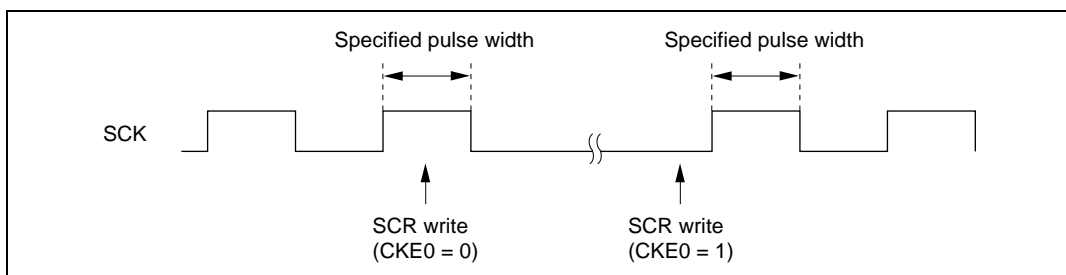 Specified pulse width
Specified pulse width
SCK
SCR write
(CKE0 = 0)
SCR write
(CKE0 = 1)